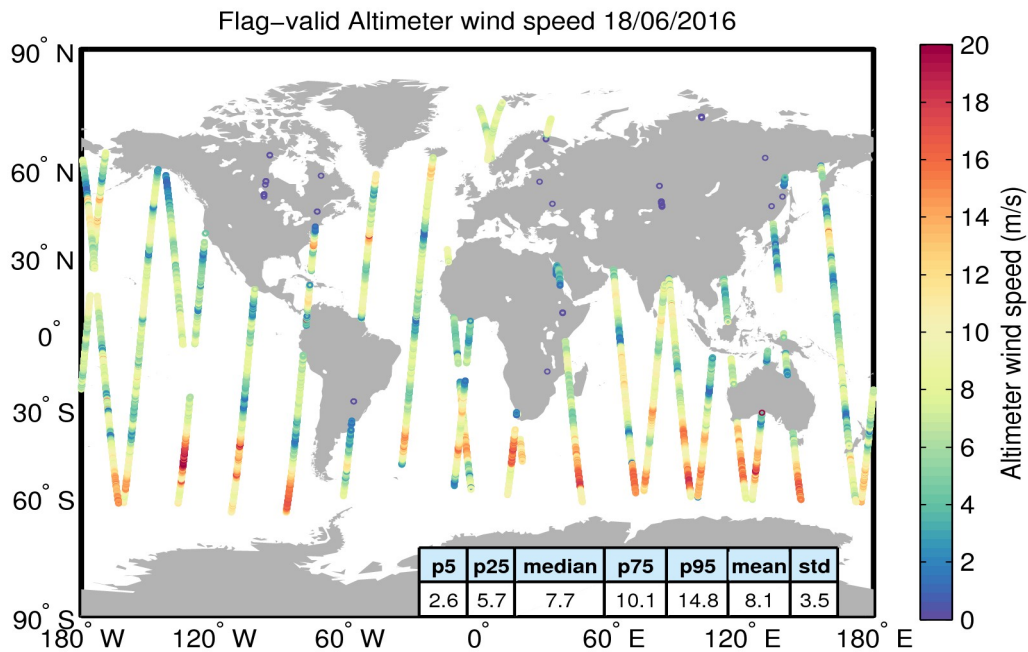 Flag-valid Altimeter wind speed 18/06/2016
90° N
60° N
30° N
0°
30° S
60° S
90° S
180° W
120° W
60° W
0°
60° E
120° E
180° E
p5 p25 median p75 p95 mean std
2.6 5.7 7.7 10.1 14.8 8.1 3.5
20
18
16
14
12
10
8
6
4
2
0
Altimeter wind speed (m/s)